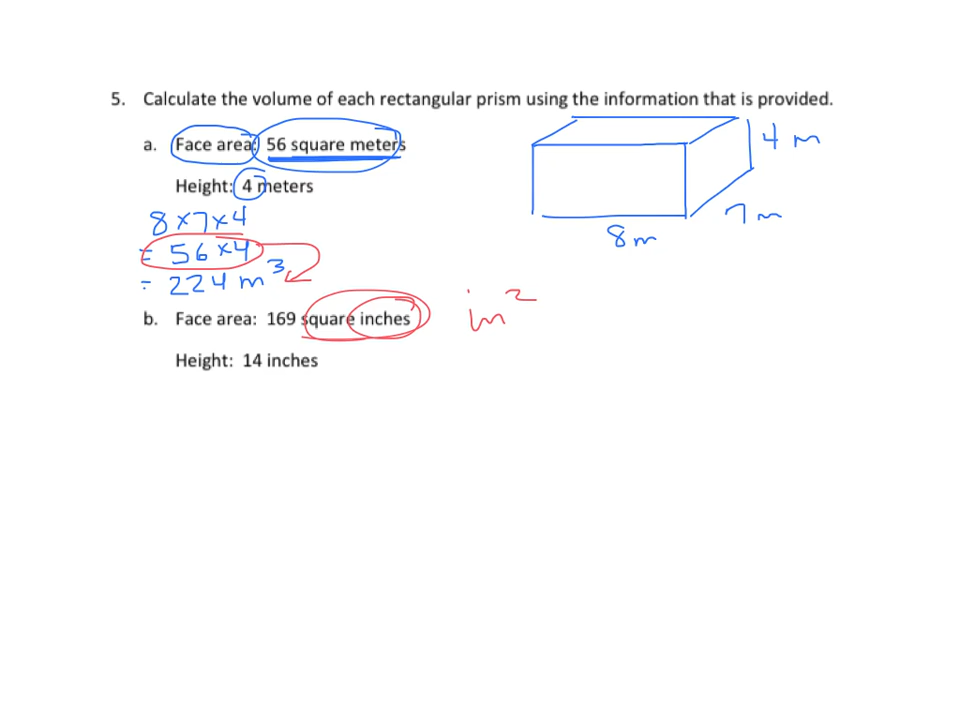 5. Calculate the volume of each rectangular prism using the information that is provided.
a. Face area: 56 square meters
4 m
Height: 4 meters
8 × 7 × 4
7 m
= 56 × 4
8 m
= 224 m³
b. Face area: 169 square inches
in²
Height: 14 inches